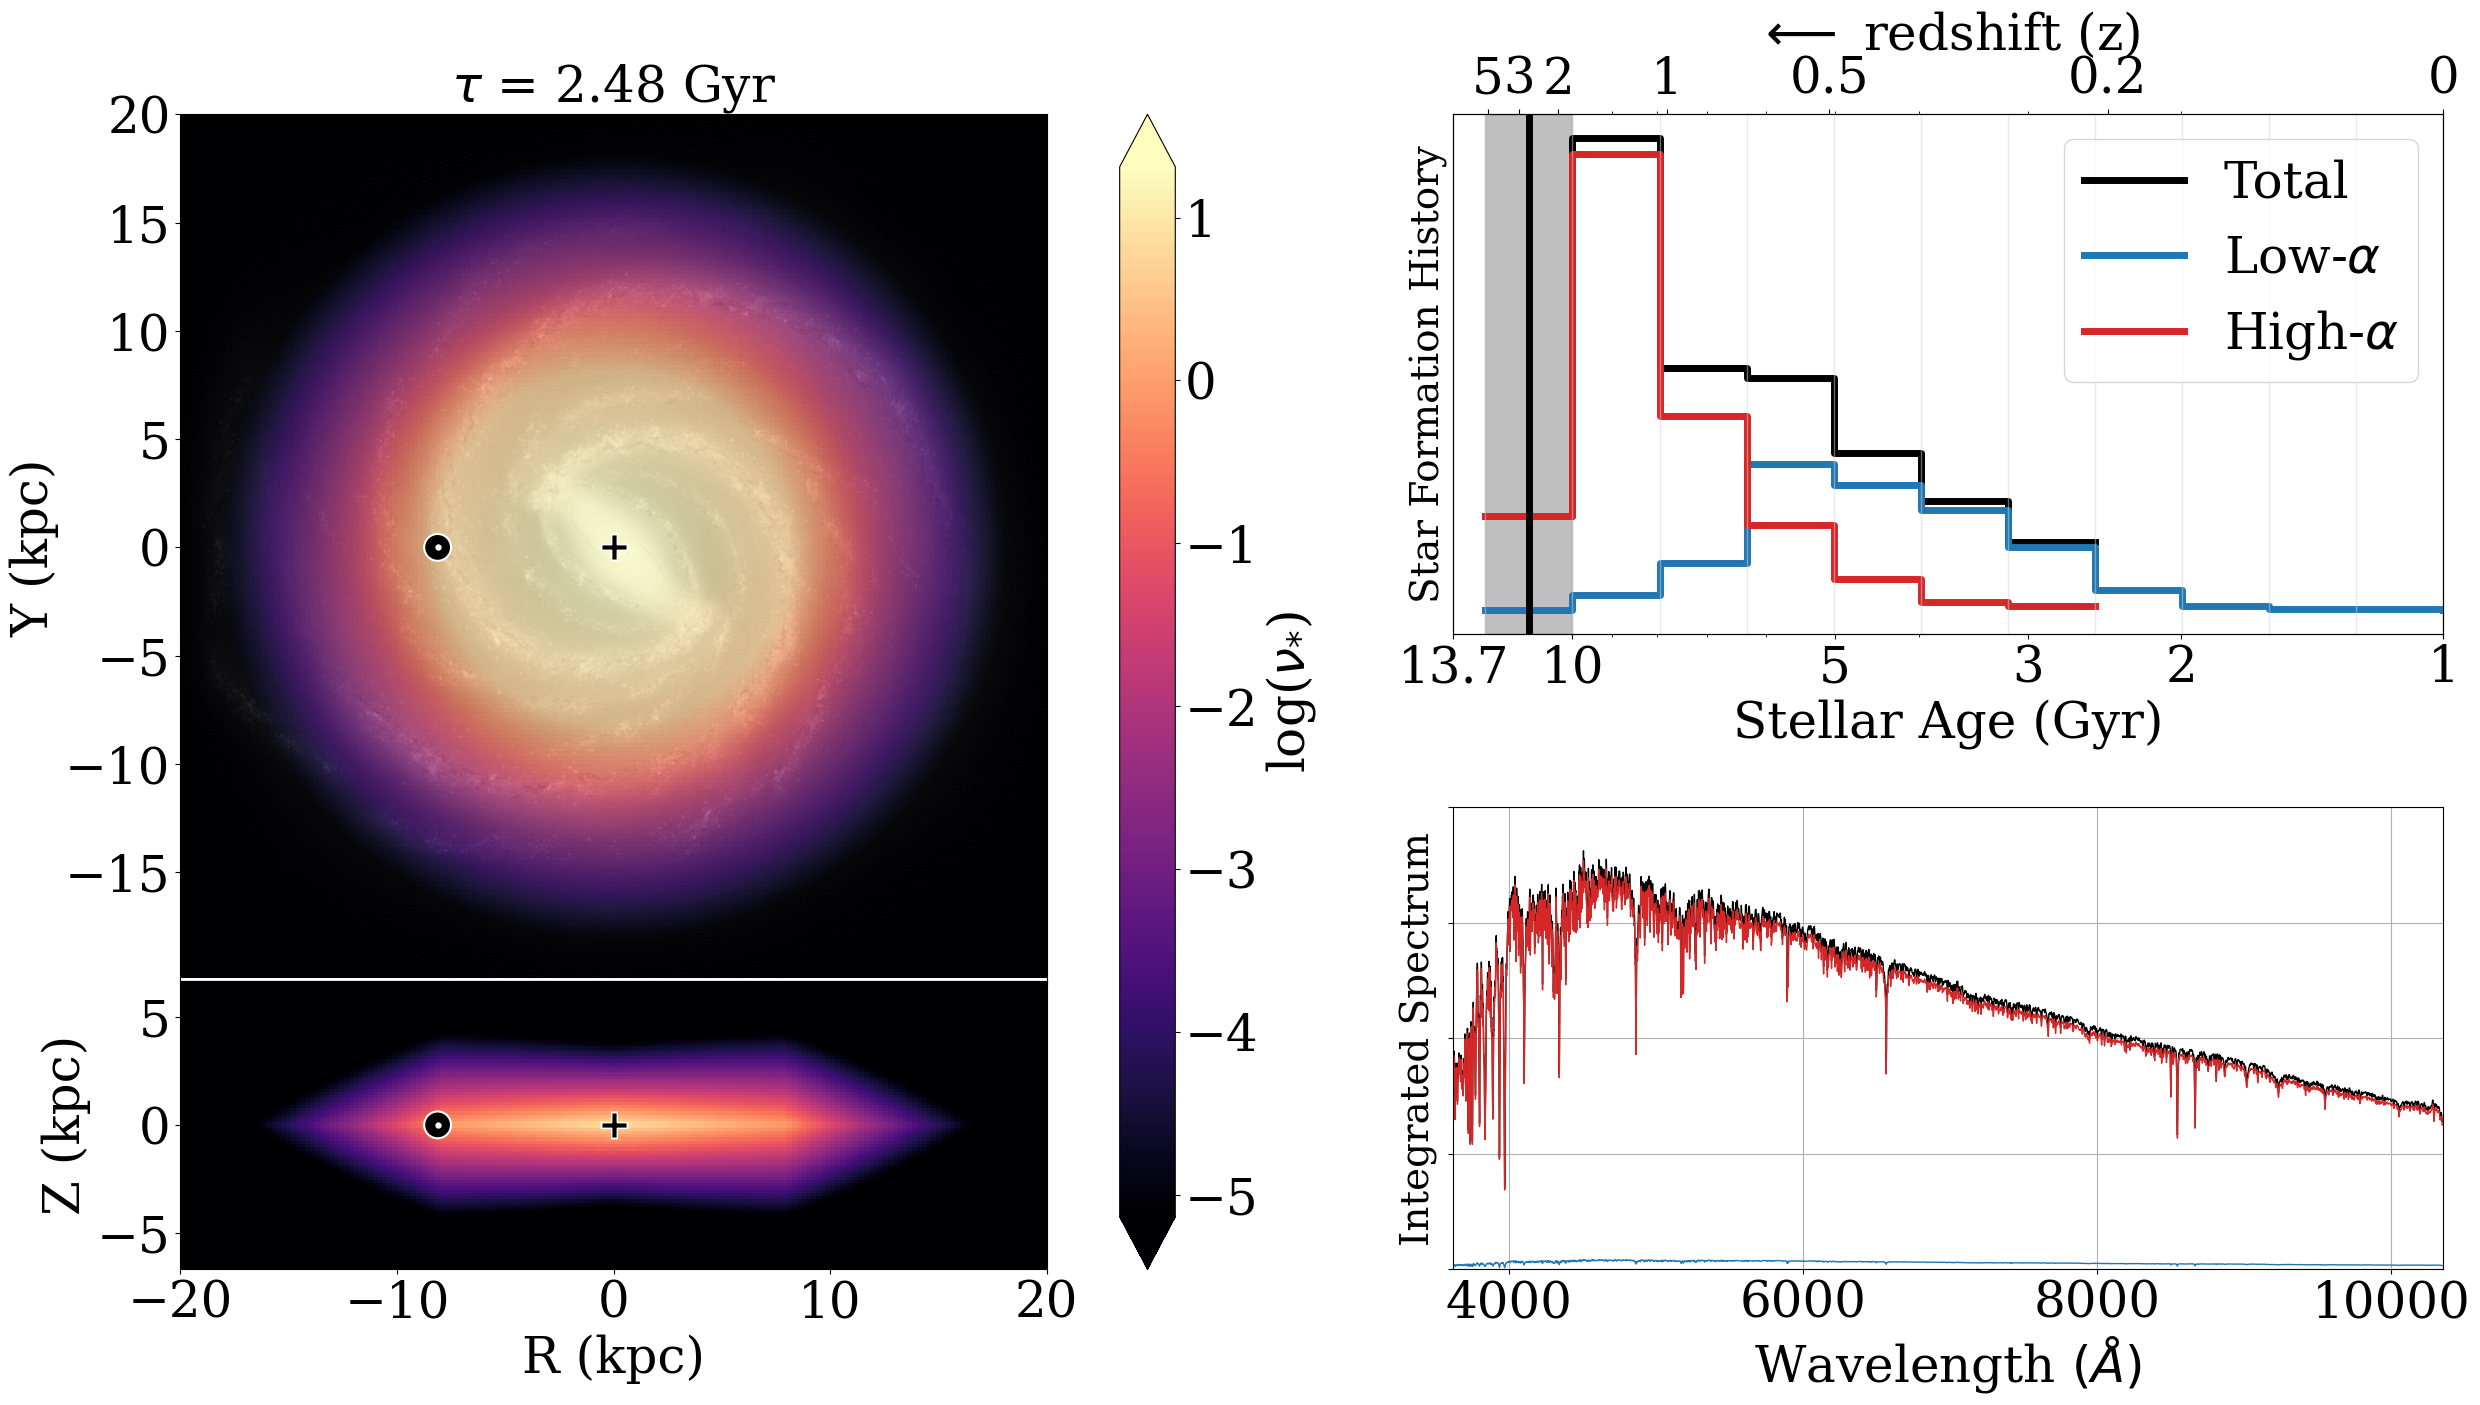 τ = 2.48 Gyr
20
15
10
5
0
−5
−10
−15
Y (kpc)
5
0
−5
Z (kpc)
−20 −10 0 10 20
R (kpc)
1
0
−1
−2
−3
−4
−5
log(ν*)
⟵ redshift (z)
5 3 2 1 0.5 0.2 0
Star Formation History
Total
Low-α
High-α
13.7 10 5 3 2 1
Stellar Age (Gyr)
Integrated Spectrum
4000 6000 8000 10000
Wavelength (Å)